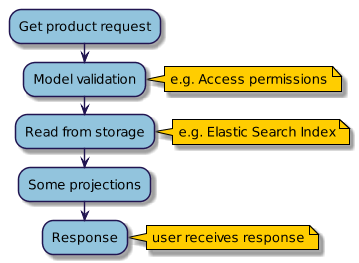 Get product request
Model validation
e.g. Access permissions
Read from storage
e.g. Elastic Search Index
Some projections
Response
user receives response